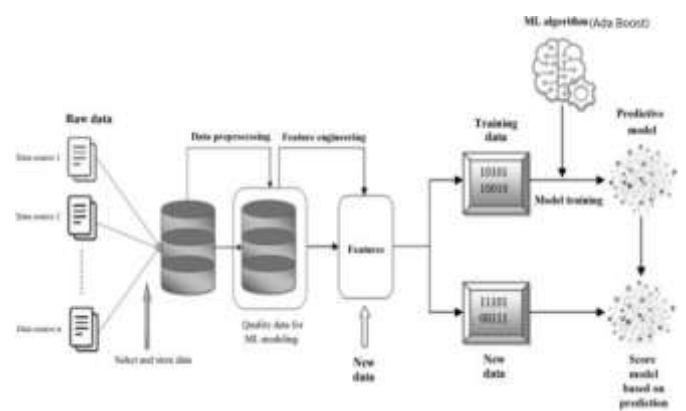 ML algorithm (Ada Boost)
Raw data
Data preprocessing
Feature engineering
Training
data
Predictive
model
Data source 1
10101
10010
Model training
Data source 2
Features
Data source n
11101
00111
Select and store data
Quality data for
ML modeling
New
data
New
data
Score
model
based on
prediction